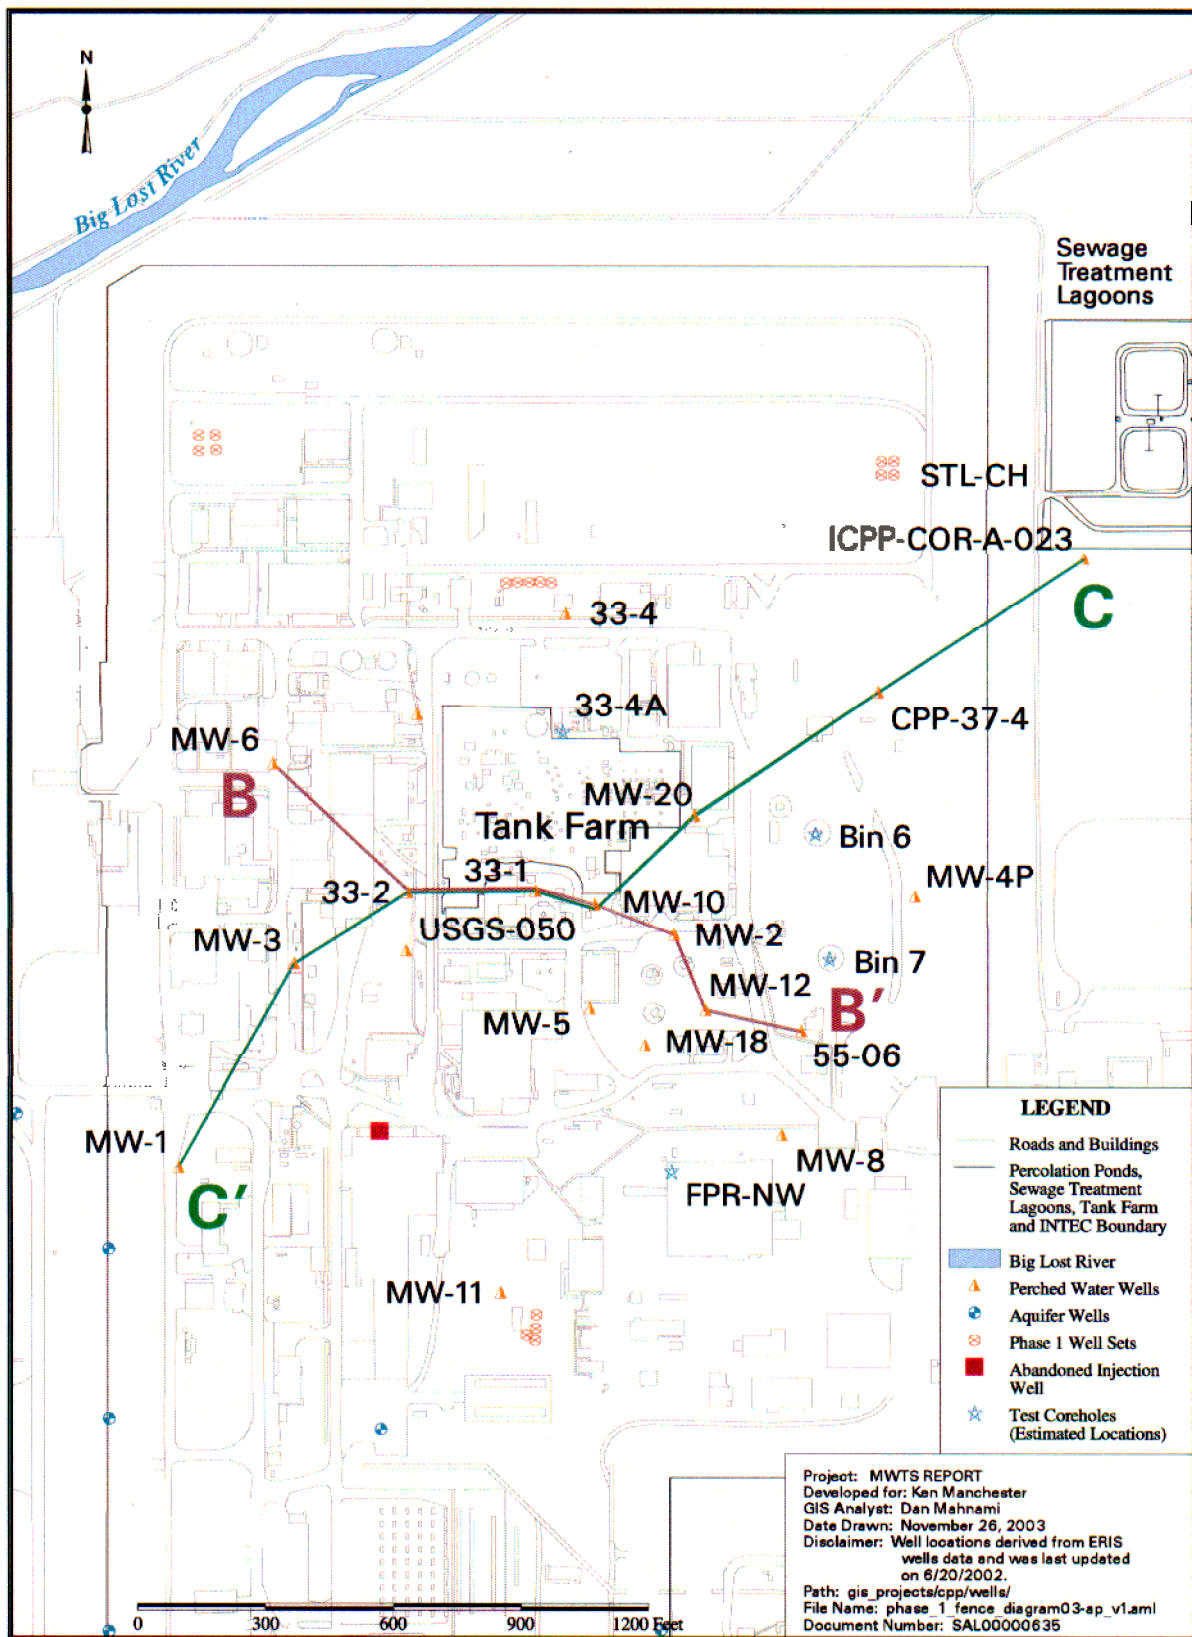 N
Big Lost River
Sewage
Treatment
Lagoons
STL-CH
ICPP-COR-A-023
C
33-4
33-4A
CPP-37-4
MW-6
B
MW-20
Tank Farm
Bin 6
33-1
MW-4P
33-2
MW-10
USGS-050
MW-2
MW-3
Bin 7
MW-12
B′
MW-5
MW-18
55-06
MW-1
MW-8
C′
FPR-NW
MW-11
LEGEND
Roads and Buildings
Percolation Ponds,
Sewage Treatment
Lagoons, Tank Farm
and INTEC Boundary
Big Lost River
Perched Water Wells
Aquifer Wells
Phase 1 Well Sets
Abandoned Injection
Well
Test Coreholes
(Estimated Locations)
Project: MWTS REPORT
Developed for: Ken Manchester
GIS Analyst: Dan Mahnami
Date Drawn: November 26, 2003
Disclaimer: Well locations derived from ERIS
wells data and was last updated
on 6/20/2002.
Path: gis_projects/cpp/wells/
File Name: phase_1_fence_diagram03-ap_v1.aml
Document Number: SAL00000635
0 300 600 900 1200 Feet